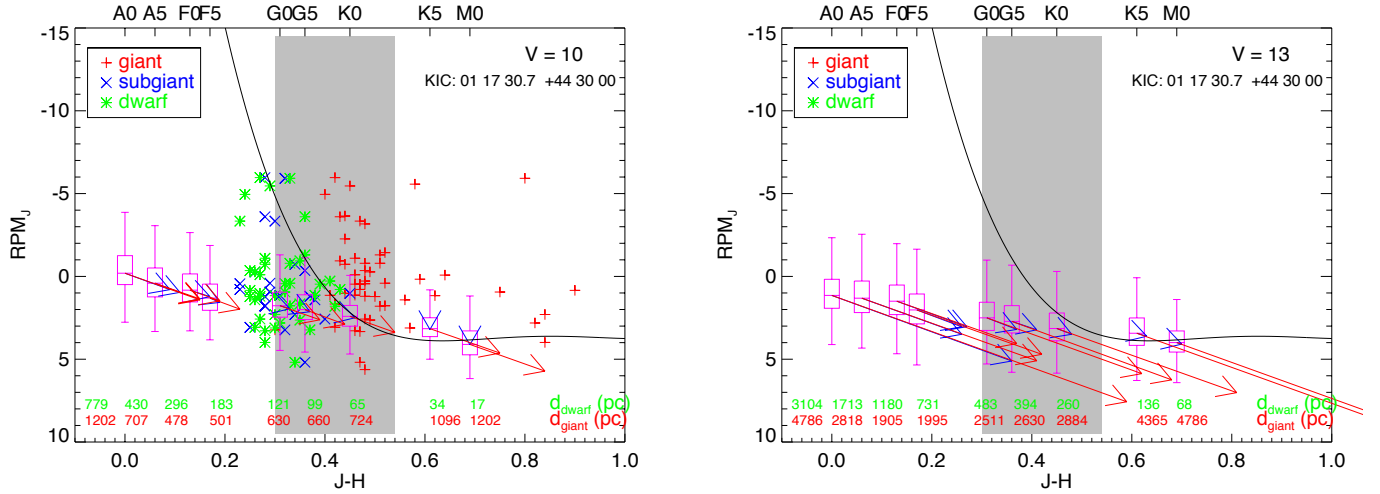 A0 A5 F0F5 G0G5 K0 K5 M0
-15
-10
-5
0
5
10
RPMJ
giant
subgiant
dwarf
V = 10
KIC: 01 17 30.7 +44 30 00
779 430 296 183 121 99 65 34 17 ddwarf (pc)
1202 707 478 501 630 660 724 1096 1202 dgiant (pc)
0.0 0.2 0.4 0.6 0.8 1.0
J-H
A0 A5 F0F5 G0G5 K0 K5 M0
-15
-10
-5
0
5
10
RPMJ
giant
subgiant
dwarf
V = 13
KIC: 01 17 30.7 +44 30 00
3104 1713 1180 731 483 394 260 136 68 ddwarf (pc)
4786 2818 1905 1995 2511 2630 2884 4365 4786 dgiant (pc)
0.0 0.2 0.4 0.6 0.8 1.0
J-H